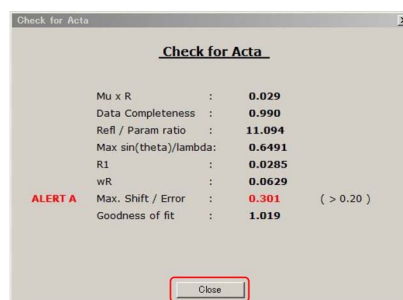 Check for Acta
Check for Acta
Mu x R : 0.029
Data Completeness : 0.990
Refl / Param ratio : 11.094
Max sin(theta)/lambda: 0.6491
R1 : 0.0285
wR : 0.0629
ALERT A Max. Shift / Error : 0.301 ( > 0.20 )
Goodness of fit : 1.019
Close